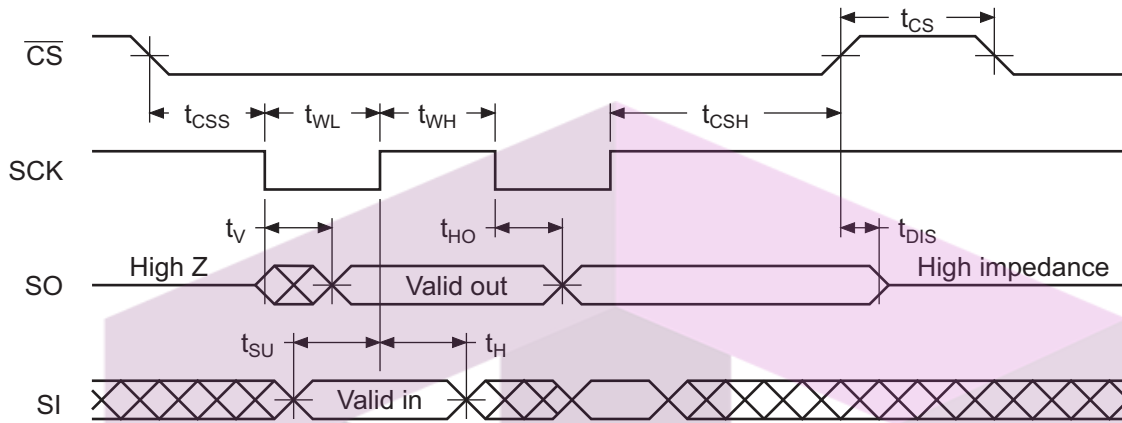 t_CS
CS
t_CSS t_WL t_WH t_CSH
SCK
t_V t_HO t_DIS
SO High Z Valid out High impedance
t_SU t_H
SI Valid in